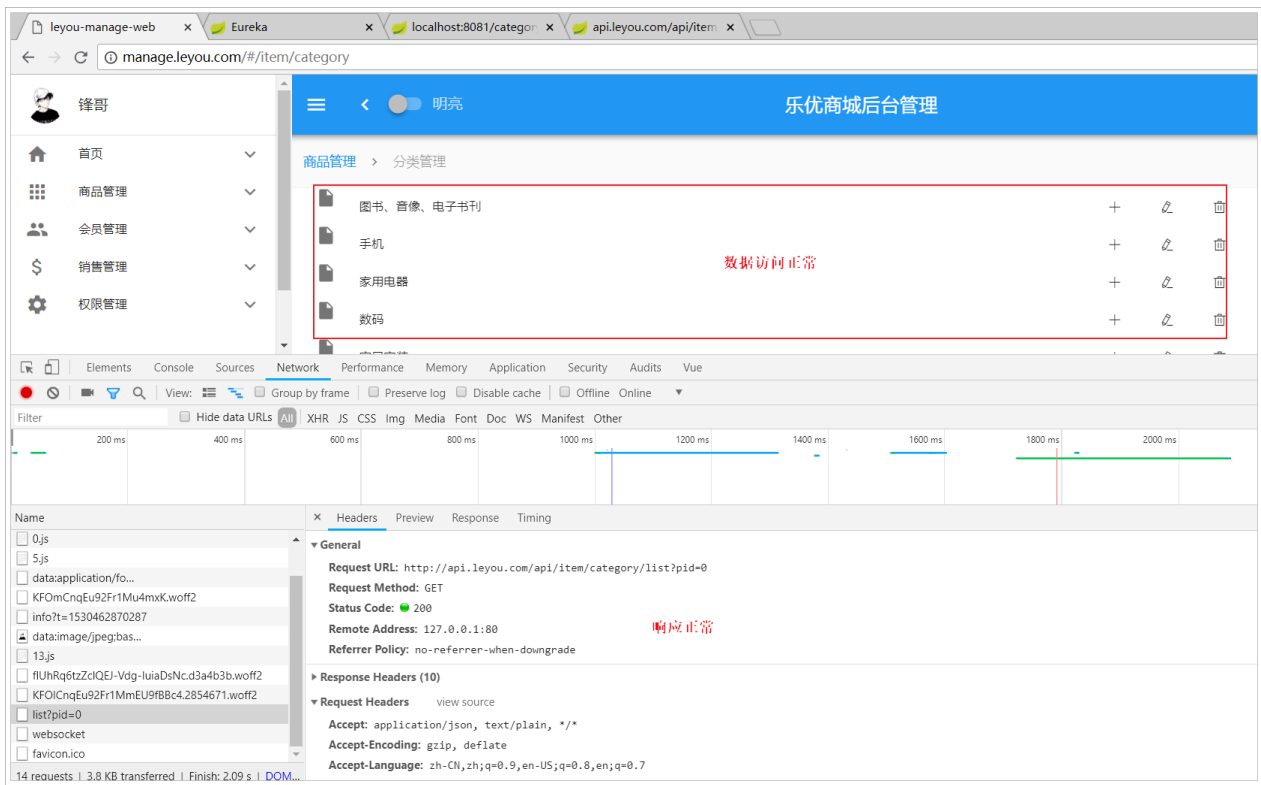 leyou-manage-web
Eureka
localhost:8081/categor
api.leyou.com/api/item
manage.leyou.com/#/item/category
锋哥
明亮
乐优商城后台管理
首页
商品管理
会员管理
销售管理
权限管理
商品管理 > 分类管理
图书、音像、电子书刊
手机
家用电器
数码
数据访问正常
Elements Console Sources Network Performance Memory Application Security Audits Vue
View: Group by frame Preserve log Disable cache Offline Online
Filter Hide data URLs All XHR JS CSS Img Media Font Doc WS Manifest Other
200 ms 400 ms 600 ms 800 ms 1000 ms 1200 ms 1400 ms 1600 ms 1800 ms 2000 ms
Name
0.js
5.js
data:application/fo...
KFOmCnqEu92Fr1Mu4mxK.woff2
info?t=1530462870287
data:image/jpeg;bas...
13.js
flUhRq6tzZclQEJ-Vdg-IuiaDsNc.d3a4b3b.woff2
KFOlCnqEu92Fr1MmEU9fBBc4.2854671.woff2
list?pid=0
websocket
favicon.ico
14 requests | 3.8 KB transferred | Finish: 2.09 s | DOM...
× Headers Preview Response Timing
General
Request URL: http://api.leyou.com/api/item/category/list?pid=0
Request Method: GET
Status Code: 200
Remote Address: 127.0.0.1:80
Referrer Policy: no-referrer-when-downgrade
响应正常
Response Headers (10)
Request Headers view source
Accept: application/json, text/plain, */*
Accept-Encoding: gzip, deflate
Accept-Language: zh-CN,zh;q=0.9,en-US;q=0.8,en;q=0.7